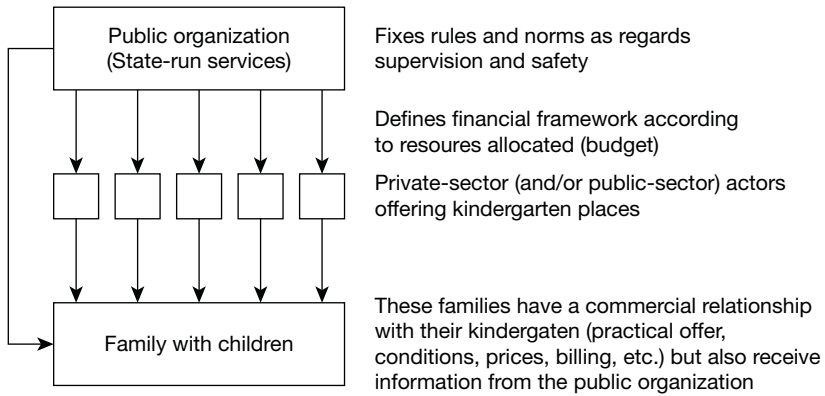 Public organization
(State-run services)
Fixes rules and norms as regards
supervision and safety
Defines financial framework according
to resoures allocated (budget)
Private-sector (and/or public-sector) actors
offering kindergarten places
Family with children
These families have a commercial relationship
with their kindergaten (practical offer,
conditions, prices, billing, etc.) but also receive
information from the public organization